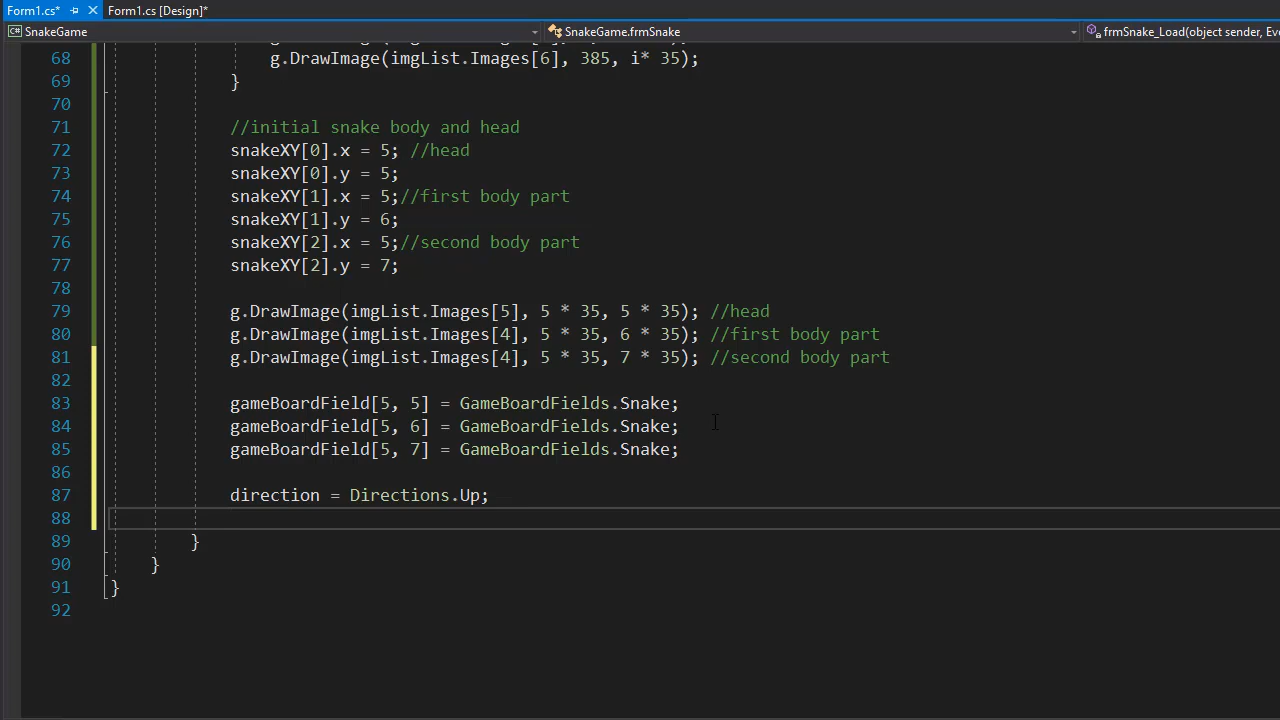 Form1.cs* Form1.cs [Design]*
SnakeGame SnakeGame.frmSnake frmSnake_Load(object sender, Eve
68 g.DrawImage(imgList.Images[6], 385, i* 35);
69 }
70
71 //initial snake body and head
72 snakeXY[0].x = 5; //head
73 snakeXY[0].y = 5;
74 snakeXY[1].x = 5;//first body part
75 snakeXY[1].y = 6;
76 snakeXY[2].x = 5;//second body part
77 snakeXY[2].y = 7;
78
79 g.DrawImage(imgList.Images[5], 5 * 35, 5 * 35); //head
80 g.DrawImage(imgList.Images[4], 5 * 35, 6 * 35); //first body part
81 g.DrawImage(imgList.Images[4], 5 * 35, 7 * 35); //second body part
82
83 gameBoardField[5, 5] = GameBoardFields.Snake;
84 gameBoardField[5, 6] = GameBoardFields.Snake;
85 gameBoardField[5, 7] = GameBoardFields.Snake;
86
87 direction = Directions.Up;
88
89 }
90 }
91 }
92